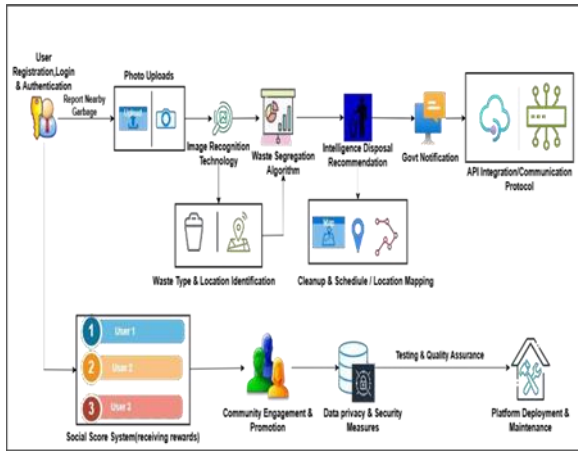 User
Registration,Login
& Authentication
Report Nearby
Garbage
Photo Uploads
Image Recognition
Technology
Waste Segregation
Algorithm
Intelligence Disposal
Recommendation
Govt Notification
API Integration/Communication
Protocol
Waste Type & Location Identification
Map
Cleanup & Schediule / Location Mapping
1
User 1
2
User 2
3
User 3
Social Score System(receiving rewards)
Community Engagement &
Promotion
Data privacy & Security
Measures
Testing & Quality Assurance
Platform Deployment &
Maintenance